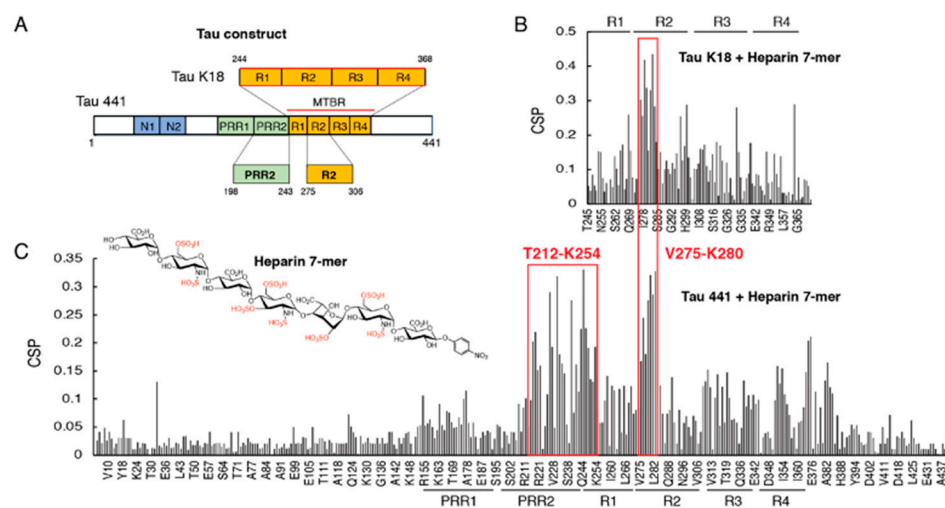 A
Tau construct
244
368
Tau K18
R1 R2 R3 R4
MTBR
Tau 441
N1 N2 PRR1 PRR2 R1 R2 R3 R4
1
441
PRR2
R2
198 243 275 306
B
R1 R2 R3 R4
Tau K18 + Heparin 7-mer
CSP
0.5
0.4
0.3
0.2
0.1
0
T245 N255 S262 Q269 I278 S285 G292 H299 I308 S316 G326 G335 E342 R349 L357 G365
T212-K254
V275-K280
C
Heparin 7-mer
Tau 441 + Heparin 7-mer
CSP
0.35
0.3
0.25
0.2
0.15
0.1
0.05
0
V10 Y18 K24 T30 E36 L43 T50 E57 S64 T71 A77 A84 A91 E99 E105 T111 A118 Q124 K130 G136 A142 K148 R155 K163 T169 A178 E187 S195 S202 R211 R221 V228 S238 Q244 K254 I260 L266 V275 L282 Q288 N296 V306 V313 T319 Q336 E342 D348 I354 I360 E376 A382 H388 Y394 D402 V411 D418 L425 E431 A437
PRR1 PRR2 R1 R2 R3 R4